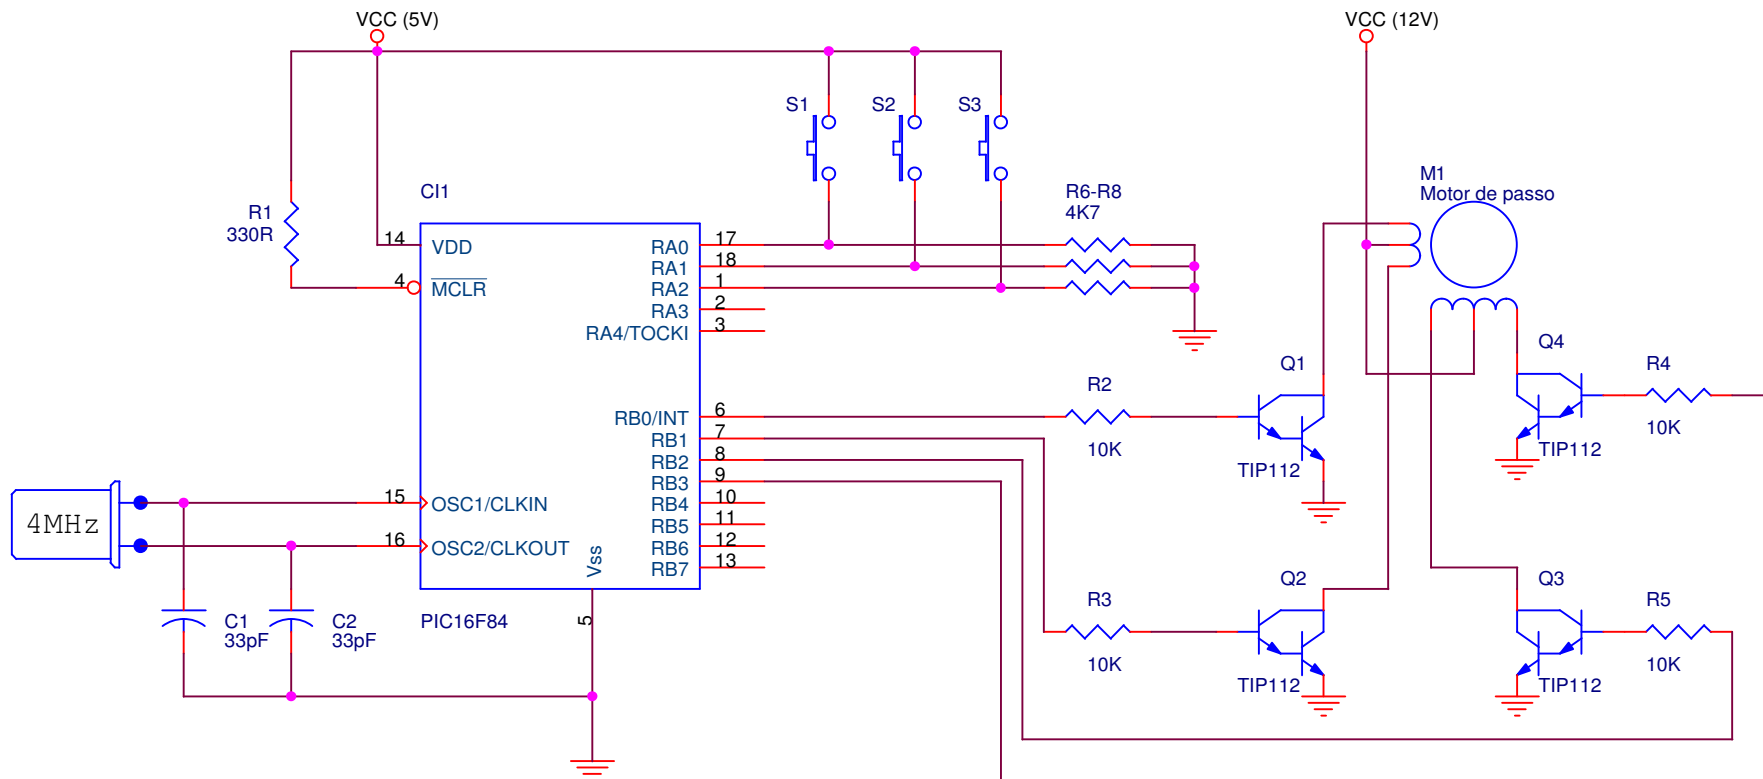 VCC (5V)
VCC (12V)
S1
S2
S3
M1
Motor de passo
CI1
R6-R8
4K7
R1
330R
14
VDD
4
MCLR
RA0
17
RA1
18
RA2
1
RA3
2
RA4/TOCKI
3
RB0/INT
6
RB1
7
RB2
8
RB3
9
RB4
10
RB5
11
RB6
12
RB7
13
15
OSC1/CLKIN
16
OSC2/CLKOUT
Vss
5
4MHz
C1
33pF
C2
33pF
PIC16F84
R2
10K
Q1
TIP112
Q4
TIP112
R4
10K
R3
10K
Q2
TIP112
Q3
TIP112
R5
10K